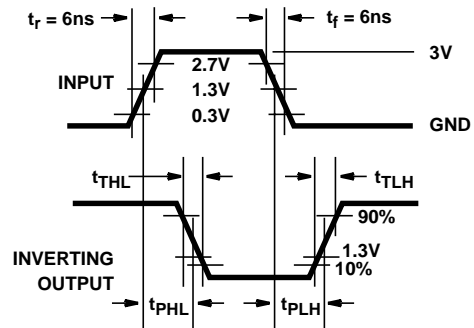 tr = 6ns
tf = 6ns
INPUT
2.7V
1.3V
0.3V
3V
GND
tTHL
tTLH
90%
1.3V
10%
INVERTING
OUTPUT
tPHL
tPLH